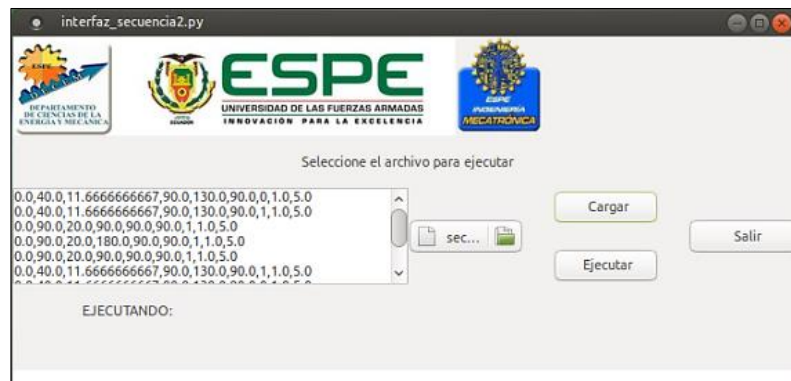 interfaz_secuencia2.py
ESPE
DECEM
DEPARTAMENTO
DE CIENCIAS DE LA
ENERGIA Y MECANICA
ECUADOR
ESPE
UNIVERSIDAD DE LAS FUERZAS ARMADAS
INNOVACIÓN PARA LA EXCELENCIA
ESPE
INGENIERÍA
MECATRÓNICA
Seleccione el archivo para ejecutar
0.0,40.0,11.6666666667,90.0,130.0,90.0,0,1.0,5.0
0.0,40.0,11.6666666667,90.0,130.0,90.0,1,1.0,5.0
0.0,90.0,20.0,90.0,90.0,90.0,1,1.0,5.0
0.0,90.0,20.0,180.0,90.0,90.0,1,1.0,5.0
0.0,90.0,20.0,90.0,90.0,90.0,1,1.0,5.0
0.0,40.0,11.6666666667,90.0,130.0,90.0,1,1.0,5.0
sec...
Cargar
Ejecutar
Salir
EJECUTANDO: